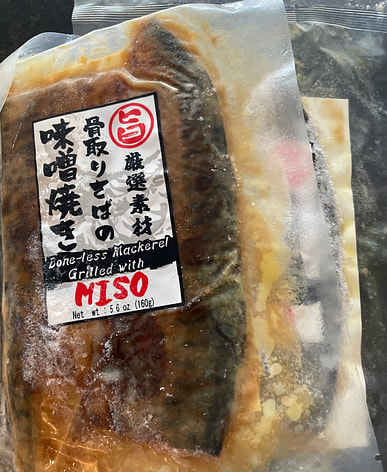 旨
厳選素材
骨取りさばの
味噌焼き
Bone-less Mackerel
Grilled with
MISO
Net wt : 5.6 oz (160g)